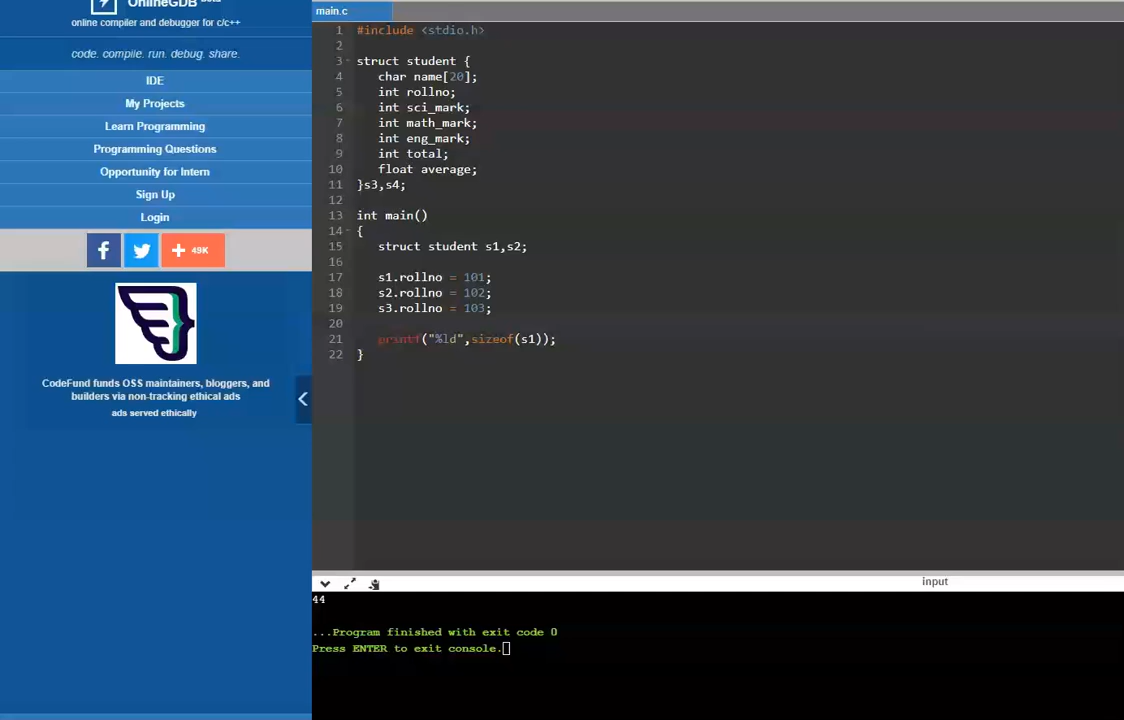 OnlineGDB beta
online compiler and debugger for c/c++
code. compile. run. debug. share.
IDE
My Projects
Learn Programming
Programming Questions
Opportunity for Intern
Sign Up
Login
f
+ 49K
CodeFund funds OSS maintainers, bloggers, and
builders via non-tracking ethical ads
ads served ethically
main.c
1 #include <stdio.h>
2
3 struct student {
4 char name[20];
5 int rollno;
6 int sci_mark;
7 int math_mark;
8 int eng_mark;
9 int total;
10 float average;
11 }s3,s4;
12
13 int main()
14 {
15 struct student s1,s2;
16
17 s1.rollno = 101;
18 s2.rollno = 102;
19 s3.rollno = 103;
20
21 printf("%ld",sizeof(s1));
22 }
input
44
...Program finished with exit code 0
Press ENTER to exit console.